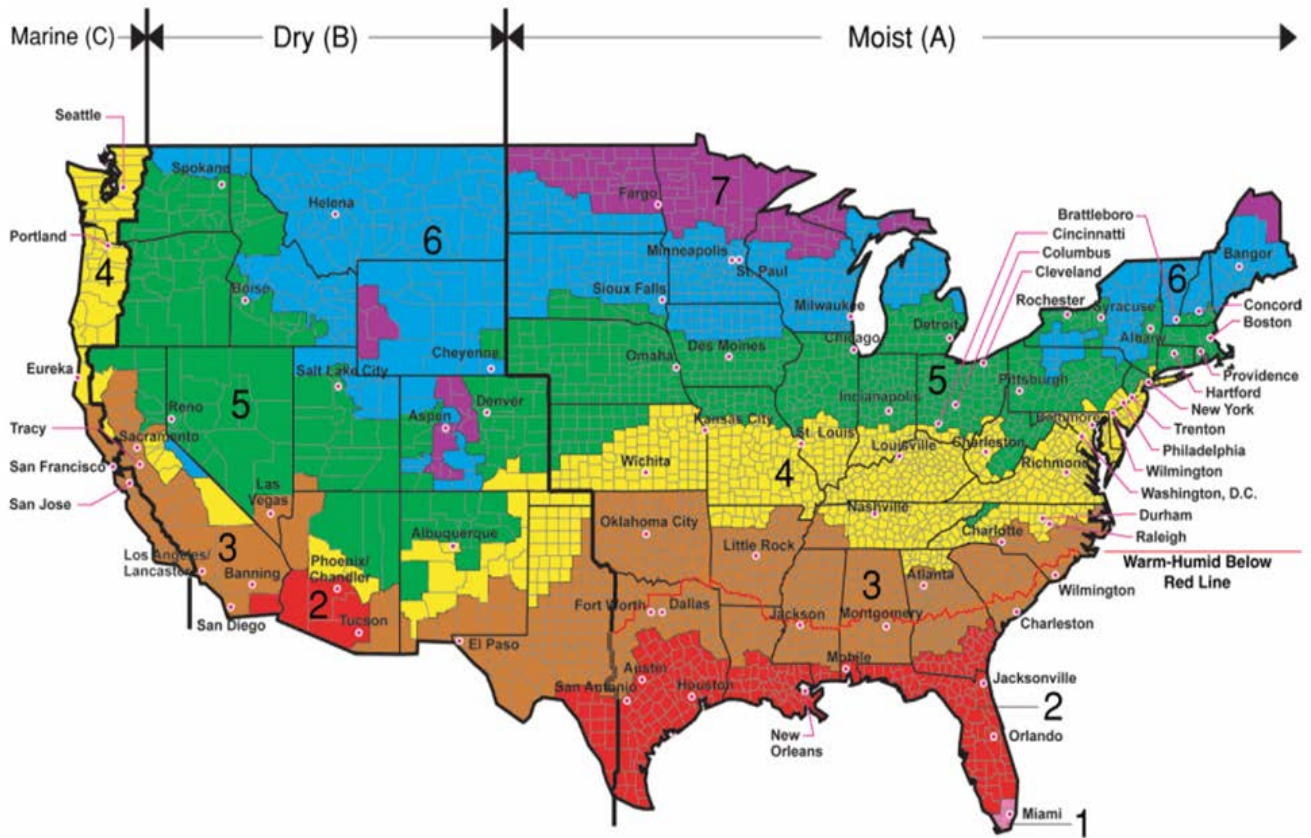 Marine (C)
Dry (B)
Moist (A)
Seattle
Spokane
Helena
Fargo
7
Portland
4
6
Minneapolis
St. Paul
Brattleboro
Cincinnatti
Columbus
Cleveland
Bangor
6
Boise
Sioux Falls
Milwaukee
Rochester
Syracuse
Concord
Boston
Detroit
Albany
Chicago
Eureka
Cheyenne
Omaha
Des Moines
Salt Lake City
5
Pittsburgh
Providence
Hartford
New York
Reno
5
Aspen
Denver
Indianapolis
Baltimore
Trenton
Tracy
Sacramento
Kansas City
St. Louis
Louisville
Charleston
Philadelphia
San Francisco
Wichita
4
Richmond
Wilmington
San Jose
Las
Vegas
Washington, D.C.
Nashville
Durham
Oklahoma City
Charlotte
Raleigh
3
Albuquerque
Little Rock
Los Angeles/
Lancaster
Banning
Phoenix/
Chandler
Warm-Humid Below
Red Line
2
3
Atlanta
Wilmington
San Diego
Tucson
Fort Worth
Dallas
Jackson
Montgomery
Charleston
El Paso
Austin
Mobile
San Antonio
Houston
Jacksonville
2
New
Orleans
Orlando
Miami
1